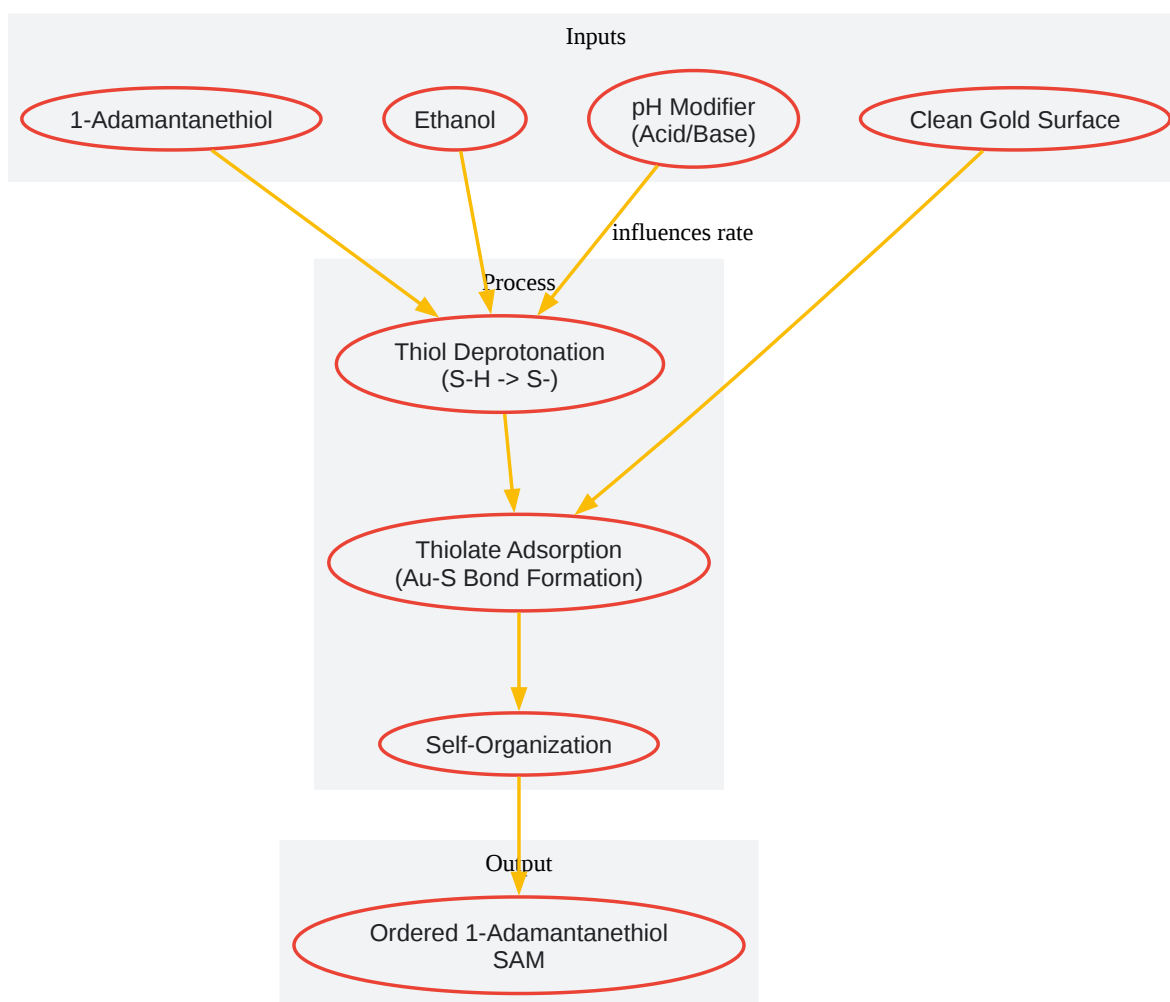 Inputs
1-Adamantanethiol
Ethanol
pH Modifier
(Acid/Base)
Clean Gold Surface
influences rate
Process
Thiol Deprotonation
(S-H -> S-)
Thiolate Adsorption
(Au-S Bond Formation)
Self-Organization
Output
Ordered 1-Adamantanethiol
SAM